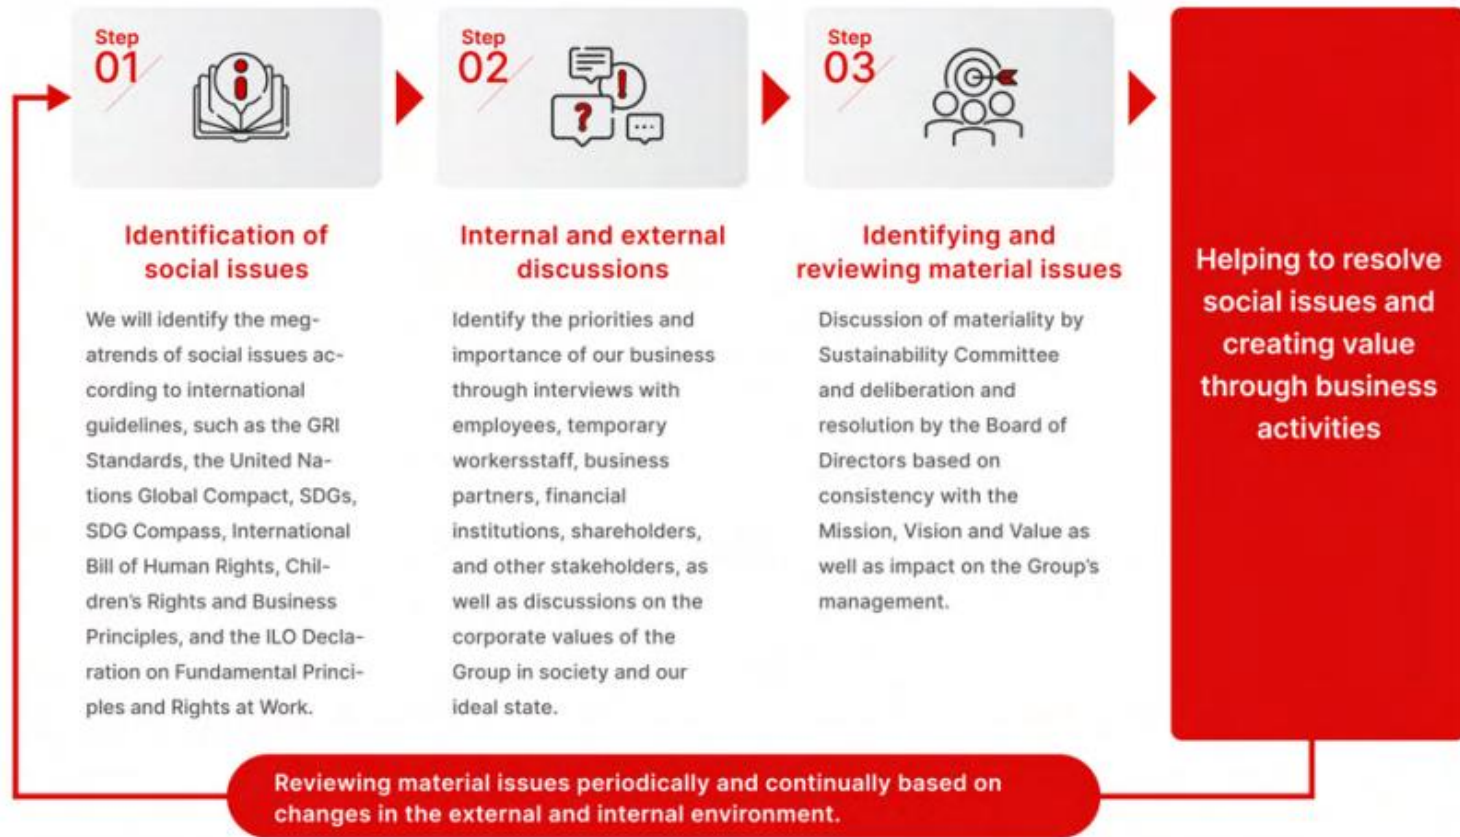 Step
01
Identification of
social issues
We will identify the meg-
atrends of social issues ac-
cording to international
guidelines, such as the GRI
Standards, the United Na-
tions Global Compact, SDGs,
SDG Compass, International
Bill of Human Rights, Chil-
dren's Rights and Business
Principles, and the ILO Decla-
ration on Fundamental Princi-
ples and Rights at Work.
Step
02
?
!
...
Internal and external
discussions
Identify the priorities and
importance of our business
through interviews with
employees, temporary
workersstaff, business
partners, financial
institutions, shareholders,
and other stakeholders, as
well as discussions on the
corporate values of the
Group in society and our
ideal state.
Step
03
Identifying and
reviewing material issues
Discussion of materiality by
Sustainability Committee
and deliberation and
resolution by the Board of
Directors based on
consistency with the
Mission, Vision and Value as
well as impact on the Group's
management.
Helping to resolve
social issues and
creating value
through business
activities
Reviewing material issues periodically and continually based on
changes in the external and internal environment.